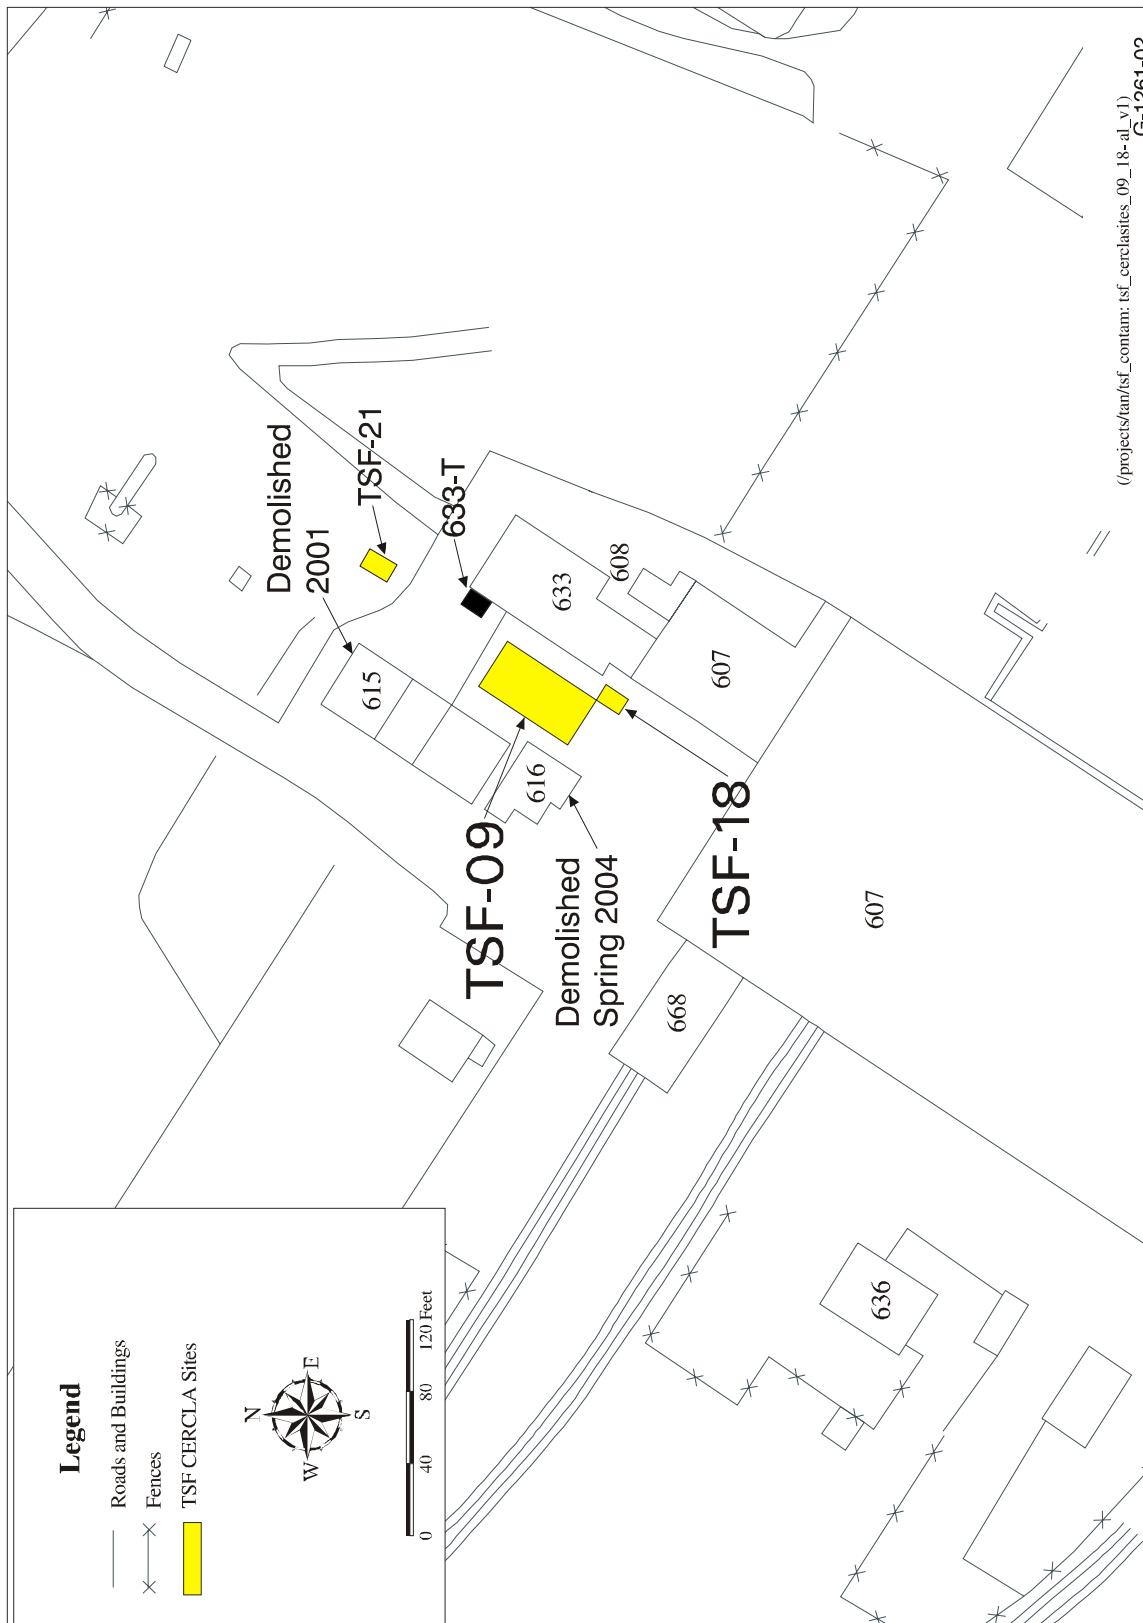 Legend
Roads and Buildings
Fences
TSF CERCLA Sites
N
W
E
S
0 40 80 120 Feet
Demolished
2001
TSF-21
633-T
615
633
608
616
607
TSF-09
Demolished
Spring 2004
TSF-18
668
607
636
(/projects/tan/tsf_contam: tsf_cerclasites_09_18-al_v1)
G-1261-02